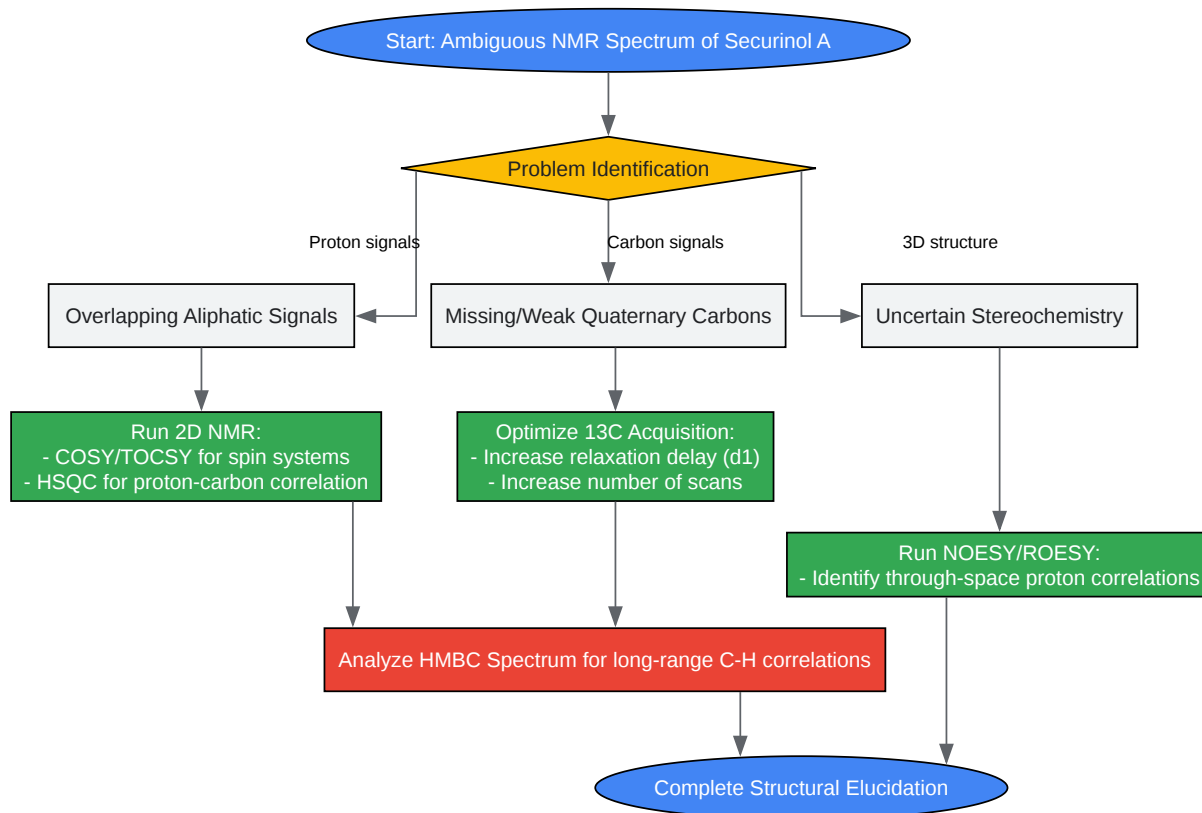 Start: Ambiguous NMR Spectrum of Securinol A
Problem Identification
Proton signals
Carbon signals
3D structure
Overlapping Aliphatic Signals
Missing/Weak Quaternary Carbons
Uncertain Stereochemistry
Run 2D NMR:
- COSY/TOCSY for spin systems
- HSQC for proton-carbon correlation
Optimize 13C Acquisition:
- Increase relaxation delay (d1)
- Increase number of scans
Run NOESY/ROESY:
- Identify through-space proton correlations
Analyze HMBC Spectrum for long-range C-H correlations
Complete Structural Elucidation